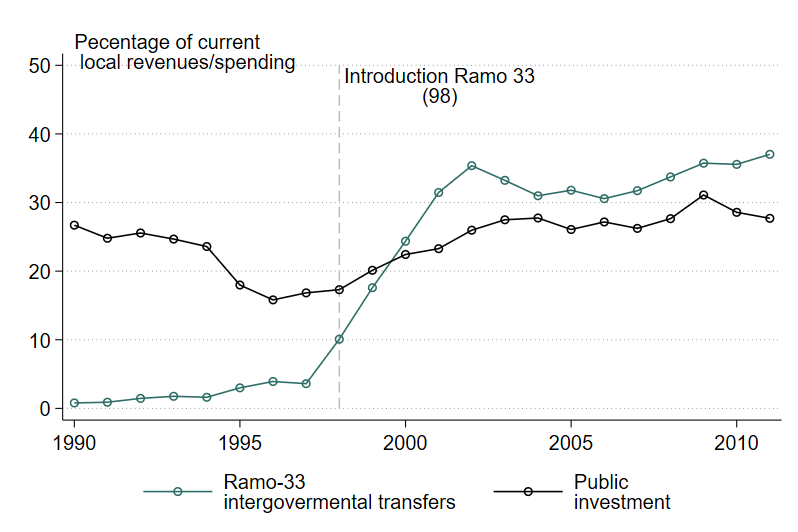 Pecentage of current
local revenues/spending
50
Introduction Ramo 33
(98)
40
30
20
10
0
1990 1995 2000 2005 2010
Ramo-33
intergovermental transfers
Public
investment